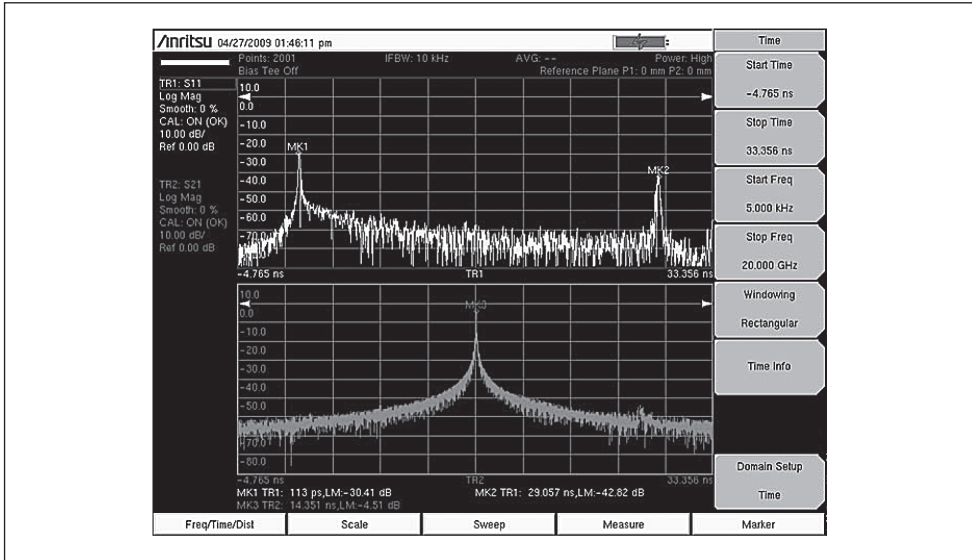 Anritsu 04/27/2009 01:46:11 pm
Points: 2001 IFBW: 10 kHz AVG: -- Power: High
Bias Tee Off Reference Plane P1: 0 mm P2: 0 mm
TR1: S11
Log Mag
Smooth: 0 %
CAL: ON (OK)
10.00 dB/
Ref 0.00 dB
TR2: S21
Log Mag
Smooth: 0 %
CAL: ON (OK)
10.00 dB/
Ref 0.00 dB
10.0
0.0
-10.0
-20.0
-30.0
-40.0
-50.0
-60.0
-70.0
MK1
MK2
-4.765 ns TR1 33.356 ns
10.0
0.0
-10.0
-20.0
-30.0
-40.0
-50.0
-70.0
-80.0
MK3
-4.765 ns TR2 33.356 ns
MK1 TR1: 113 ps,LM:-30.41 dB MK2 TR1: 29.057 ns,LM:-42.82 dB
MK3 TR2: 14.351 ns,LM:-4.51 dB
Time
Start Time
-4.765 ns
Stop Time
33.356 ns
Start Freq
5.000 kHz
Stop Freq
20.000 GHz
Windowing
Rectangular
Time Info
Domain Setup
Time
Freq/Time/Dist Scale Sweep Measure Marker